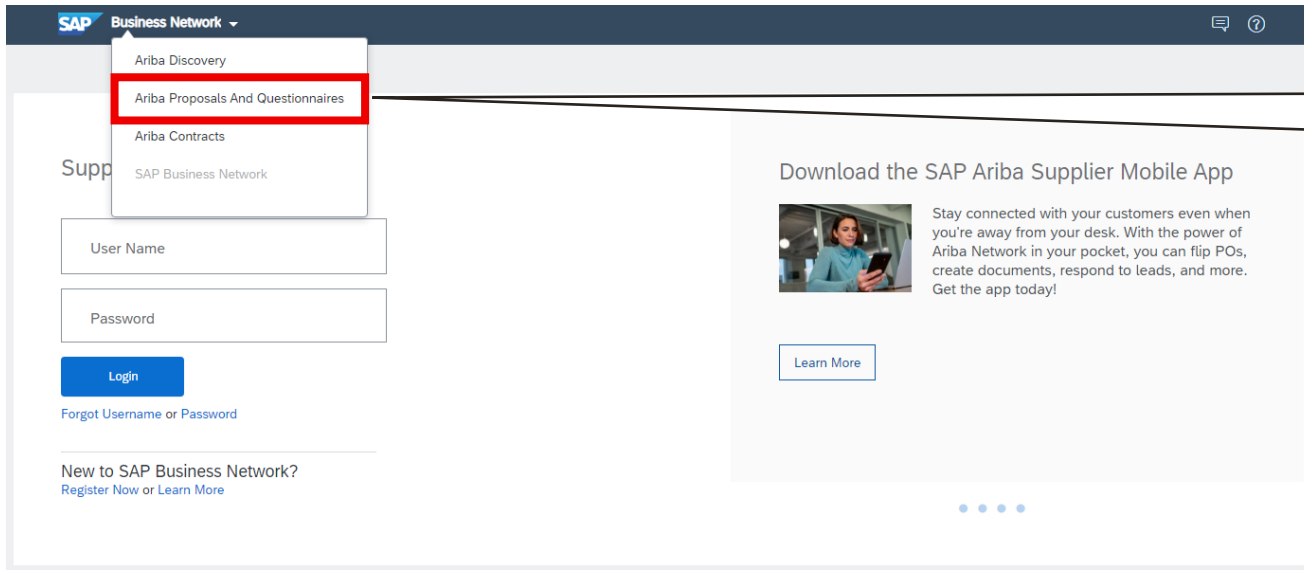 SAP Business Network
Ariba Discovery
Ariba Proposals And Questionnaires
Ariba Contracts
SAP Business Network
Supp
User Name
Password
Login
Forgot Username or Password
New to SAP Business Network?
Register Now or Learn More
Download the SAP Ariba Supplier Mobile App
Stay connected with your customers even when
you're away from your desk. With the power of
Ariba Network in your pocket, you can flip POs,
create documents, respond to leads, and more.
Get the app today!
Learn More